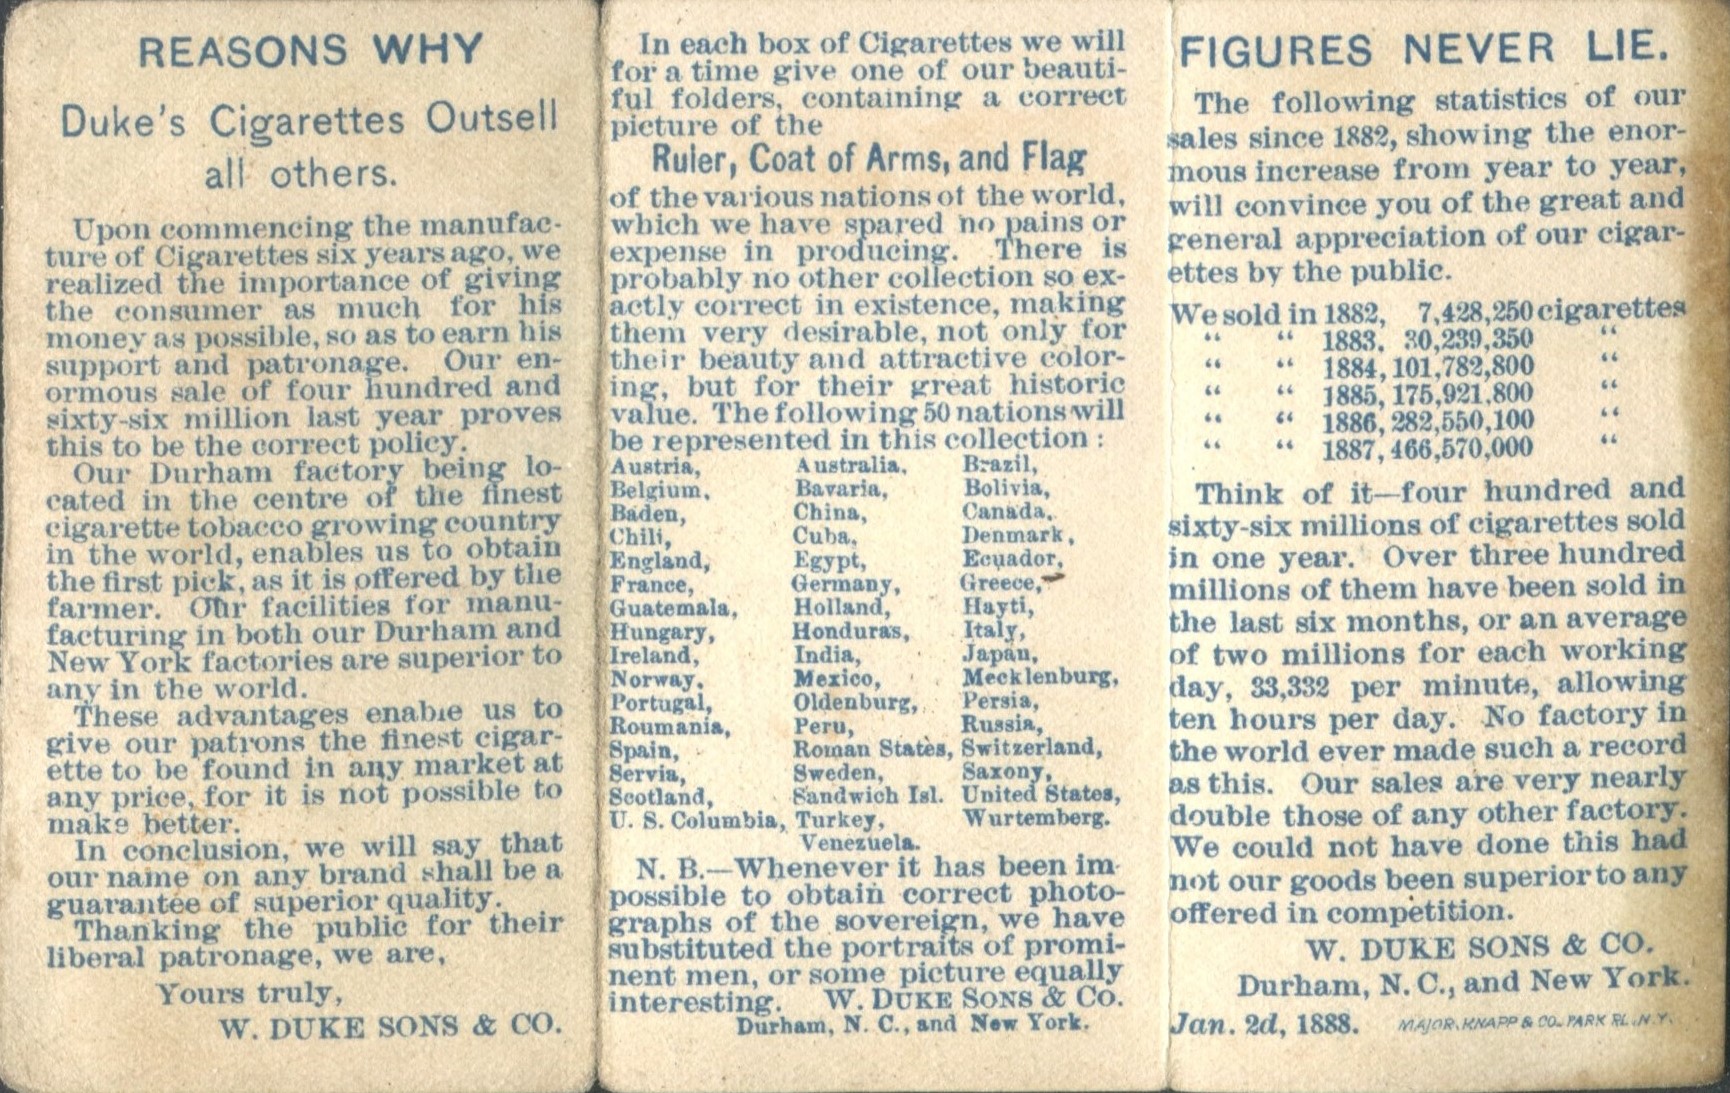 REASONS WHY
Duke's Cigarettes Outsell
all others.
Upon commencing the manufac-
ture of Cigarettes six years ago, we
realized the importance of giving
the consumer as much for his
money as possible, so as to earn his
support and patronage. Our en-
ormous sale of four hundred and
sixty-six million last year proves
this to be the correct policy.
Our Durham factory being lo-
cated in the centre of the finest
cigarette tobacco growing country
in the world, enables us to obtain
the first pick, as it is offered by the
farmer. Our facilities for manu-
facturing in both our Durham and
New York factories are superior to
any in the world.
These advantages enable us to
give our patrons the finest cigar-
ette to be found in any market at
any price, for it is not possible to
make better.
In conclusion, we will say that
our name on any brand shall be a
guarantee of superior quality.
Thanking the public for their
liberal patronage, we are,
Yours truly,
W. DUKE SONS & CO.
In each box of Cigarettes we will
for a time give one of our beauti-
ful folders, containing a correct
picture of the
Ruler, Coat of Arms, and Flag
of the various nations of the world,
which we have spared no pains or
expense in producing. There is
probably no other collection so ex-
actly correct in existence, making
them very desirable, not only for
their beauty and attractive color-
ing, but for their great historic
value. The following 50 nations will
be represented in this collection:
Austria, Australia, Brazil,
Belgium, Bavaria, Bolivia,
Baden, China, Canada,
Chili, Cuba, Denmark,
England, Egypt, Ecuador,
France, Germany, Greece,
Guatemala, Holland, Hayti,
Hungary, Honduras, Italy,
Ireland, India, Japan,
Norway, Mexico, Mecklenburg,
Portugal, Oldenburg, Persia,
Roumania, Peru, Russia,
Spain, Roman States, Switzerland,
Servia, Sweden, Saxony,
Scotland, Sandwich Isl. United States,
U. S. Columbia, Turkey, Wurtemberg.
Venezuela.
N. B.—Whenever it has been im-
possible to obtain correct photo-
graphs of the sovereign, we have
substituted the portraits of promi-
nent men, or some picture equally
interesting. W. DUKE SONS & CO.
Durham, N. C., and New York.
FIGURES NEVER LIE.
The following statistics of our
sales since 1882, showing the enor-
mous increase from year to year,
will convince you of the great and
general appreciation of our cigar-
ettes by the public.
We sold in 1882, 7,428,250 cigarettes
" " 1883, 30,239,350 "
" " 1884, 101,782,800 "
" " 1885, 175,921,800 "
" " 1886, 282,550,100 "
" " 1887, 466,570,000 "
Think of it—four hundred and
sixty-six millions of cigarettes sold
in one year. Over three hundred
millions of them have been sold in
the last six months, or an average
of two millions for each working
day, 33,332 per minute, allowing
ten hours per day. No factory in
the world ever made such a record
as this. Our sales are very nearly
double those of any other factory.
We could not have done this had
not our goods been superior to any
offered in competition.
W. DUKE SONS & CO.
Durham, N. C., and New York.
Jan. 2d, 1888. MAJOR, KNAPP & CO. PARK PL. N.Y.